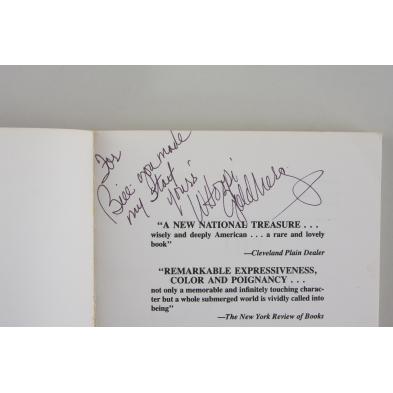 For
Bill: you made
my start
yours
Whoopi
Goldberg
"A NEW NATIONAL TREASURE . . .
wisely and deeply American . . . a rare and lovely
book"
—Cleveland Plain Dealer
"REMARKABLE EXPRESSIVENESS,
COLOR AND POIGNANCY . . .
not only a memorable and infinitely touching charac-
ter but a whole submerged world is vividly called into
being"
—The New York Review of Books